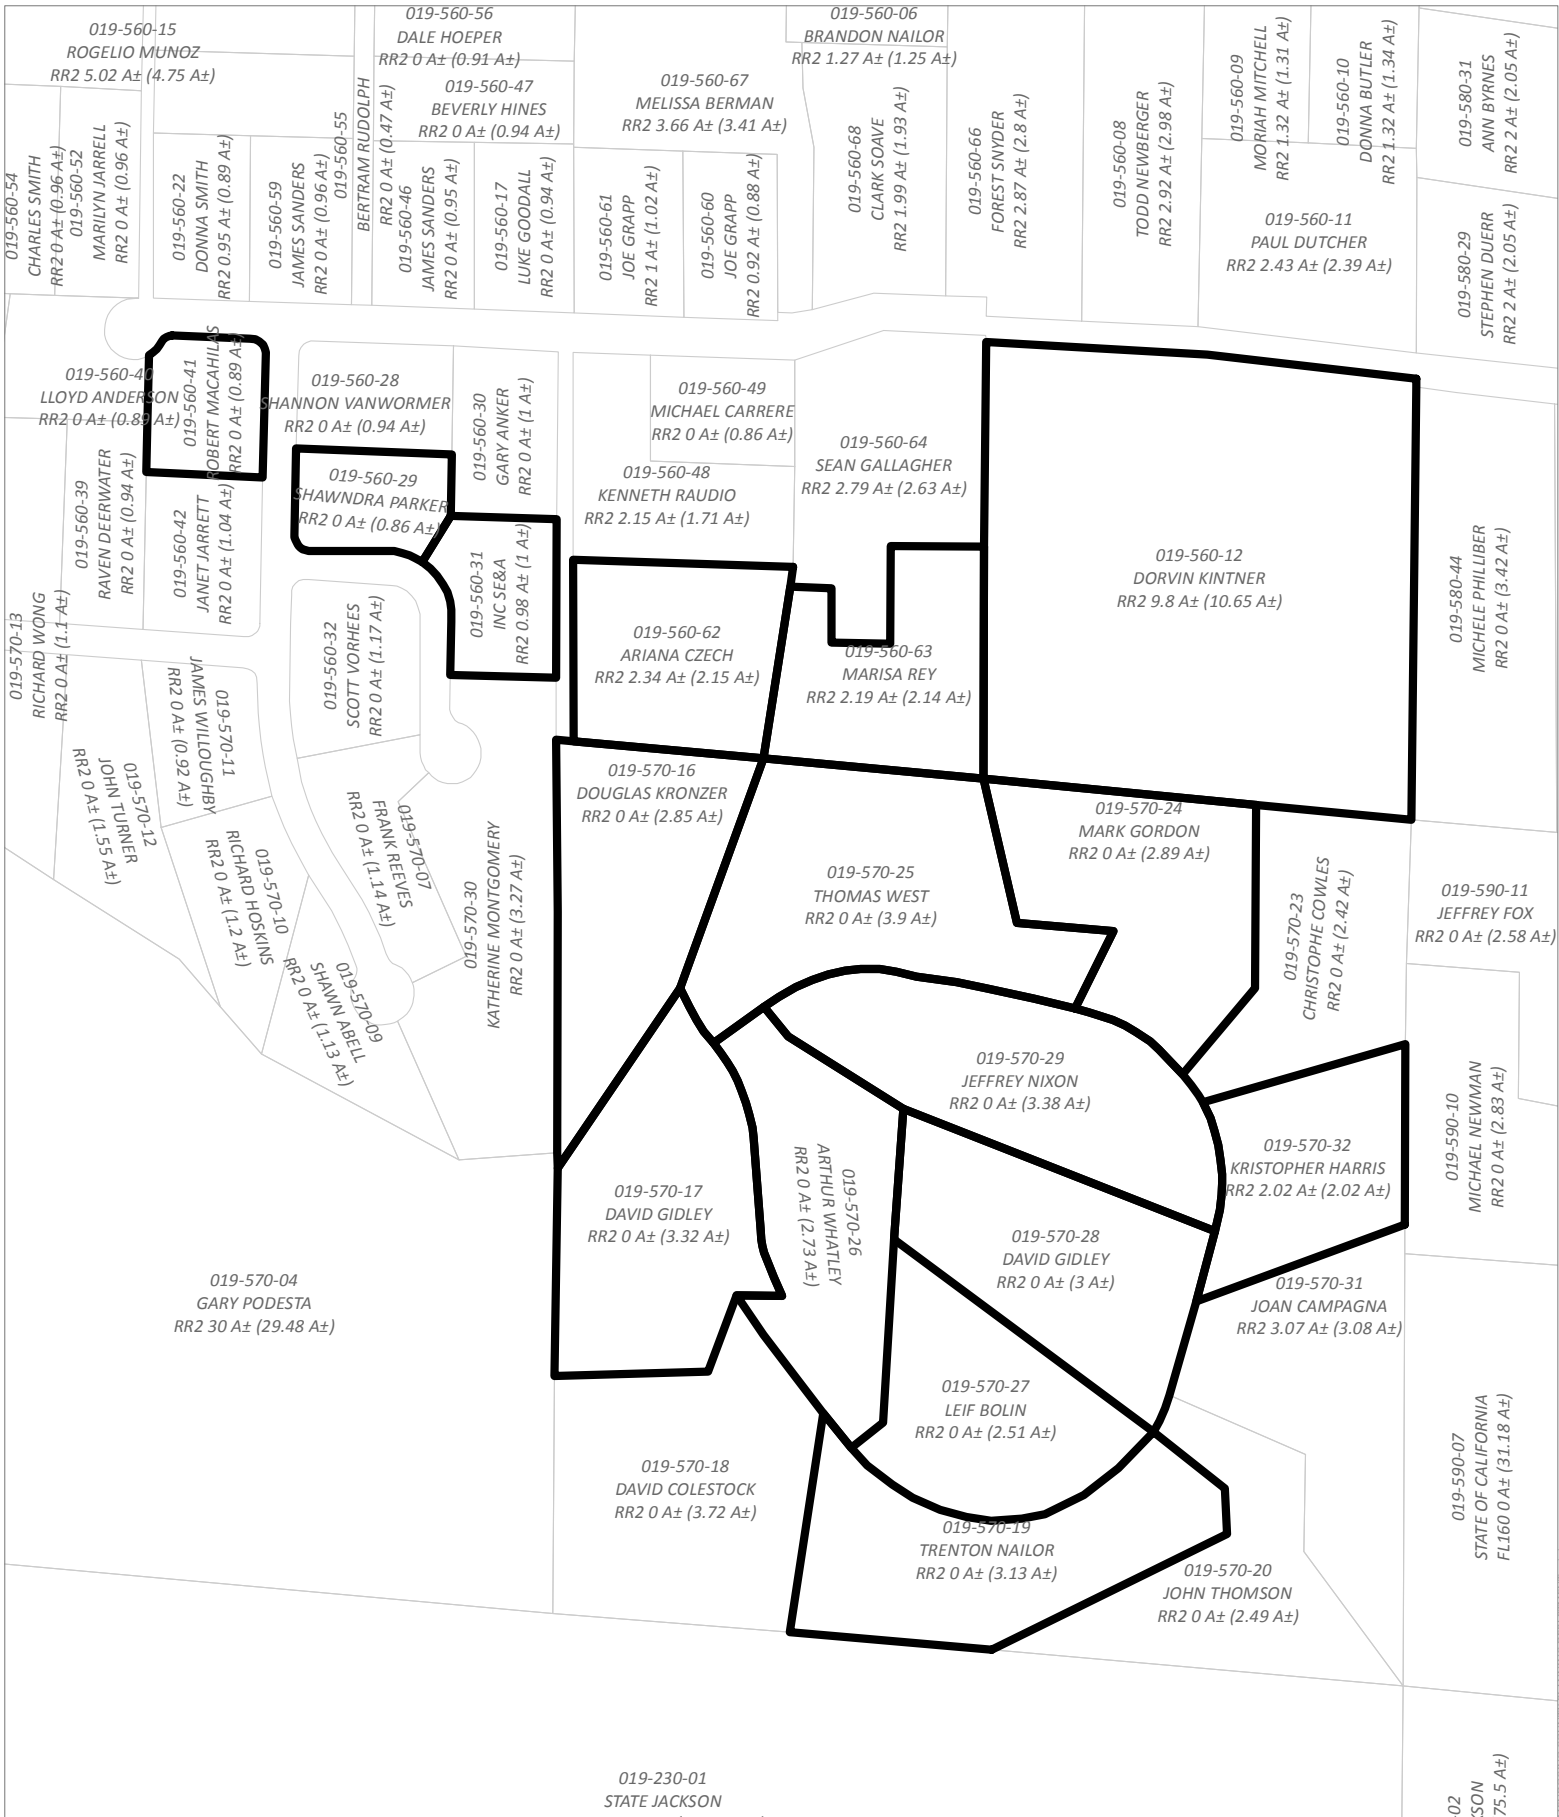 019-560-15
ROGELIO MUNOZ
RR2 5.02 A± (4.75 A±)
019-560-56
DALE HOEPER
RR2 0 A± (0.91 A±)
019-560-06
BRANDON NAILOR
RR2 1.27 A± (1.25 A±)
019-560-47
BEVERLY HINES
RR2 0 A± (0.94 A±)
019-560-67
MELISSA BERMAN
RR2 3.66 A± (3.41 A±)
019-560-54
CHARLES SMITH
RR2 0 A± (0.96 A±)
019-560-52
MARILYN JARRELL
RR2 0 A± (0.96 A±)
019-560-22
DONNA SMITH
RR2 0.95 A± (0.89 A±)
019-560-59
JAMES SANDERS
RR2 0 A± (0.96 A±)
019-560-55
BERTRAM RUDOLPH
RR2 0 A± (0.47 A±)
019-560-46
JAMES SANDERS
RR2 0 A± (0.95 A±)
019-560-17
LUKE GOODALL
RR2 0 A± (0.94 A±)
019-560-61
JOE GRAPP
RR2 1 A± (1.02 A±)
019-560-60
JOE GRAPP
RR2 0.92 A± (0.88 A±)
019-560-68
CLARK SOAVE
RR2 1.99 A± (1.93 A±)
019-560-66
FOREST SNYDER
RR2 2.87 A± (2.8 A±)
019-560-08
TODD NEWBERGER
RR2 2.92 A± (2.98 A±)
019-560-09
MORIAH MITCHELL
RR2 1.32 A± (1.31 A±)
019-560-10
DONNA BUTLER
RR2 1.32 A± (1.34 A±)
019-580-31
ANN BYRNES
RR2 2 A± (2.05 A±)
019-560-11
PAUL DUTCHER
RR2 2.43 A± (2.39 A±)
019-580-29
STEPHEN DUERR
RR2 2 A± (2.05 A±)
019-560-40
LLOYD ANDERSON
RR2 0 A± (0.89 A±)
019-560-41
ROBERT MACAHILAS
RR2 0 A± (0.89 A±)
019-560-28
SHANNON VANWORMER
RR2 0 A± (0.94 A±)
019-560-30
GARY ANKER
RR2 0 A± (1 A±)
019-560-49
MICHAEL CARRERE
RR2 0 A± (0.86 A±)
019-560-48
KENNETH RAUDIO
RR2 2.15 A± (1.71 A±)
019-560-64
SEAN GALLAGHER
RR2 2.79 A± (2.63 A±)
019-560-39
RAVEN DEERWATER
RR2 0 A± (0.94 A±)
019-560-42
JANET JARRETT
RR2 0 A± (1.04 A±)
019-560-29
SHAWNDRA PARKER
RR2 0 A± (0.86 A±)
019-560-31
INC SE&A
RR2 0.98 A± (1 A±)
019-560-12
DORVIN KINTNER
RR2 9.8 A± (10.65 A±)
019-580-44
MICHELE PHILLIBER
RR2 0 A± (3.42 A±)
019-570-13
RICHARD WONG
RR2 0 A± (1.1 A±)
019-560-32
SCOTT VORHEES
RR2 0 A± (1.17 A±)
019-560-62
ARIANA CZECH
RR2 2.34 A± (2.15 A±)
019-560-63
MARISA REY
RR2 2.19 A± (2.14 A±)
019-570-11
JAMES WILLOUGHBY
RR2 0 A± (0.92 A±)
019-570-12
JOHN TURNER
RR2 0 A± (1.55 A±)
019-570-10
RICHARD HOSKINS
RR2 0 A± (1.2 A±)
019-570-07
FRANK REEVES
RR2 0 A± (1.14 A±)
019-570-09
SHAWN ABELL
RR2 0 A± (1.13 A±)
019-570-30
KATHERINE MONTGOMERY
RR2 0 A± (3.27 A±)
019-570-16
DOUGLAS KRONZER
RR2 0 A± (2.85 A±)
019-570-25
THOMAS WEST
RR2 0 A± (3.9 A±)
019-570-24
MARK GORDON
RR2 0 A± (2.89 A±)
019-570-23
CHRISTOPHE COWLES
RR2 0 A± (2.42 A±)
019-590-11
JEFFREY FOX
RR2 0 A± (2.58 A±)
019-570-29
JEFFREY NIXON
RR2 0 A± (3.38 A±)
019-590-10
MICHAEL NEWMAN
RR2 0 A± (2.83 A±)
019-570-32
KRISTOPHER HARRIS
RR2 2.02 A± (2.02 A±)
019-570-17
DAVID GIDLEY
RR2 0 A± (3.32 A±)
019-570-26
ARTHUR WHATLEY
RR2 0 A± (2.73 A±)
019-570-28
DAVID GIDLEY
RR2 0 A± (3 A±)
019-570-31
JOAN CAMPAGNA
RR2 3.07 A± (3.08 A±)
019-570-04
GARY PODESTA
RR2 30 A± (29.48 A±)
019-570-27
LEIF BOLIN
RR2 0 A± (2.51 A±)
019-590-07
STATE OF CALIFORNIA
FL160 0 A± (31.18 A±)
019-570-18
DAVID COLESTOCK
RR2 0 A± (3.72 A±)
019-570-19
TRENTON NAILOR
RR2 0 A± (3.13 A±)
019-570-20
JOHN THOMSON
RR2 0 A± (2.49 A±)
019-230-01
STATE JACKSON
-02
KSON
75.5 A±)